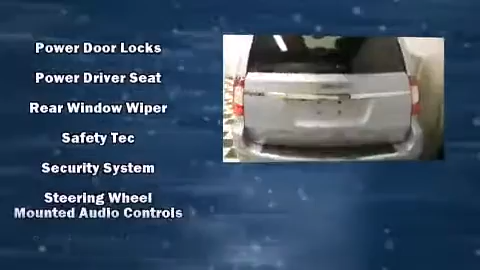 Power Door Locks
Power Driver Seat
Rear Window Wiper
Safety Tec
Security System
Steering Wheel
Mounted Audio Controls